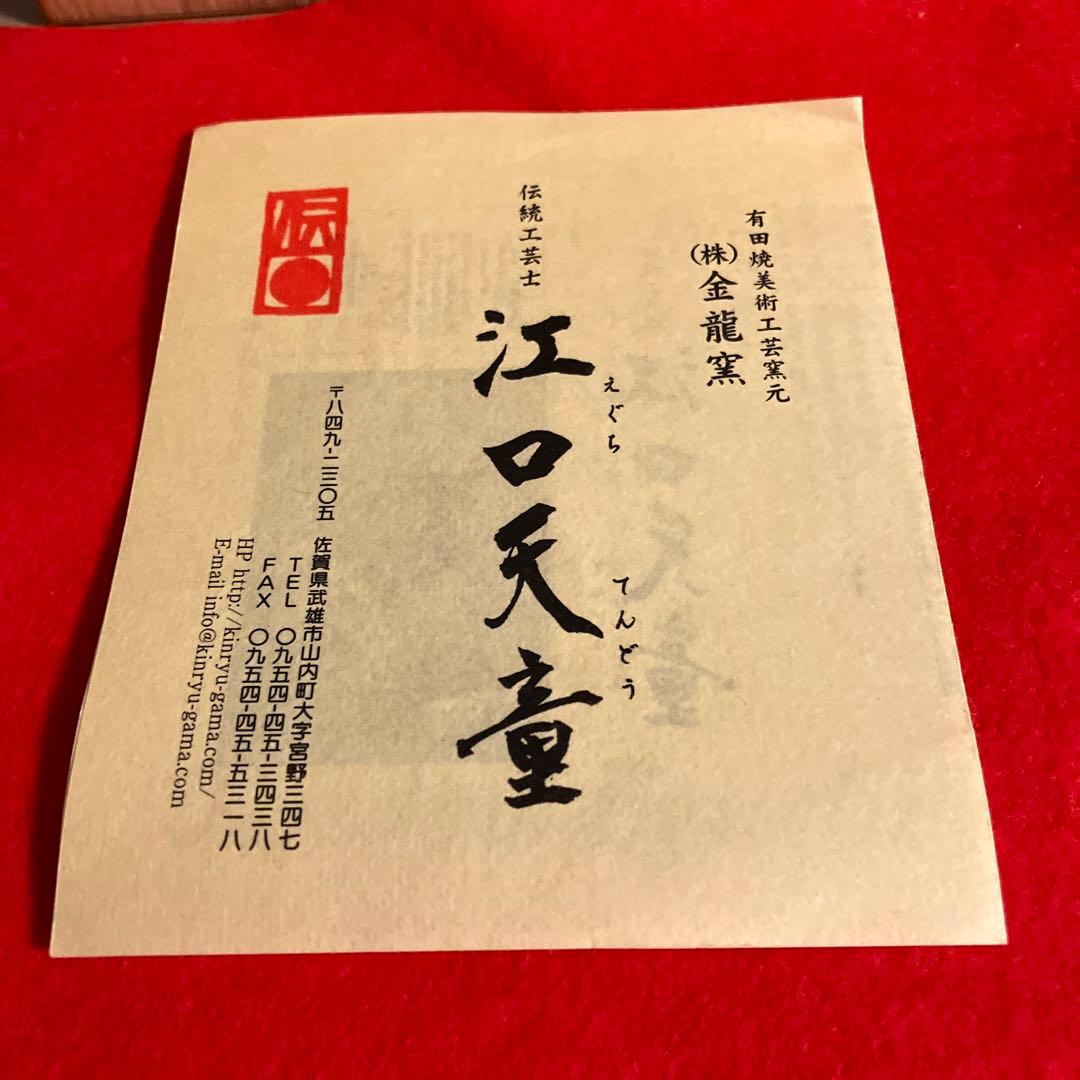 有田焼美術工芸窯元
(株)金龍窯
伝統工芸士
江口天童
えぐち
てんどう
伝
〒八四九-二三〇五 佐賀県武雄市山内町大字宮野三四七
TEL 〇九五四-四五-二四三八
FAX 〇九五四-四五-五三一八
HP http://kinryu-gama.com/
E-mail info@kinryu-gama.com